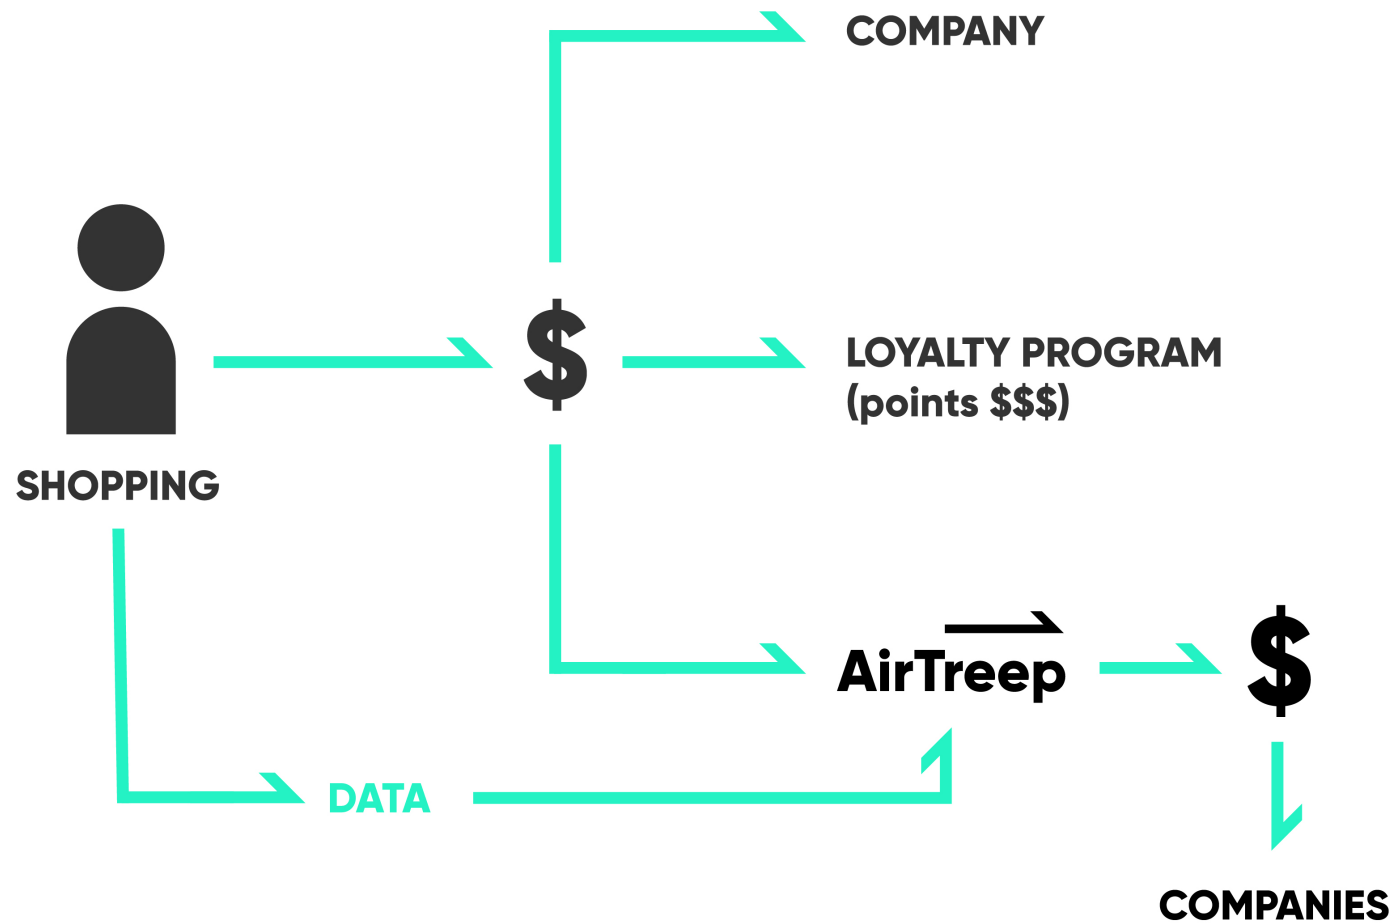 COMPANY
$
LOYALTY PROGRAM
(points $$$)
SHOPPING
AirTreep
$
DATA
COMPANIES